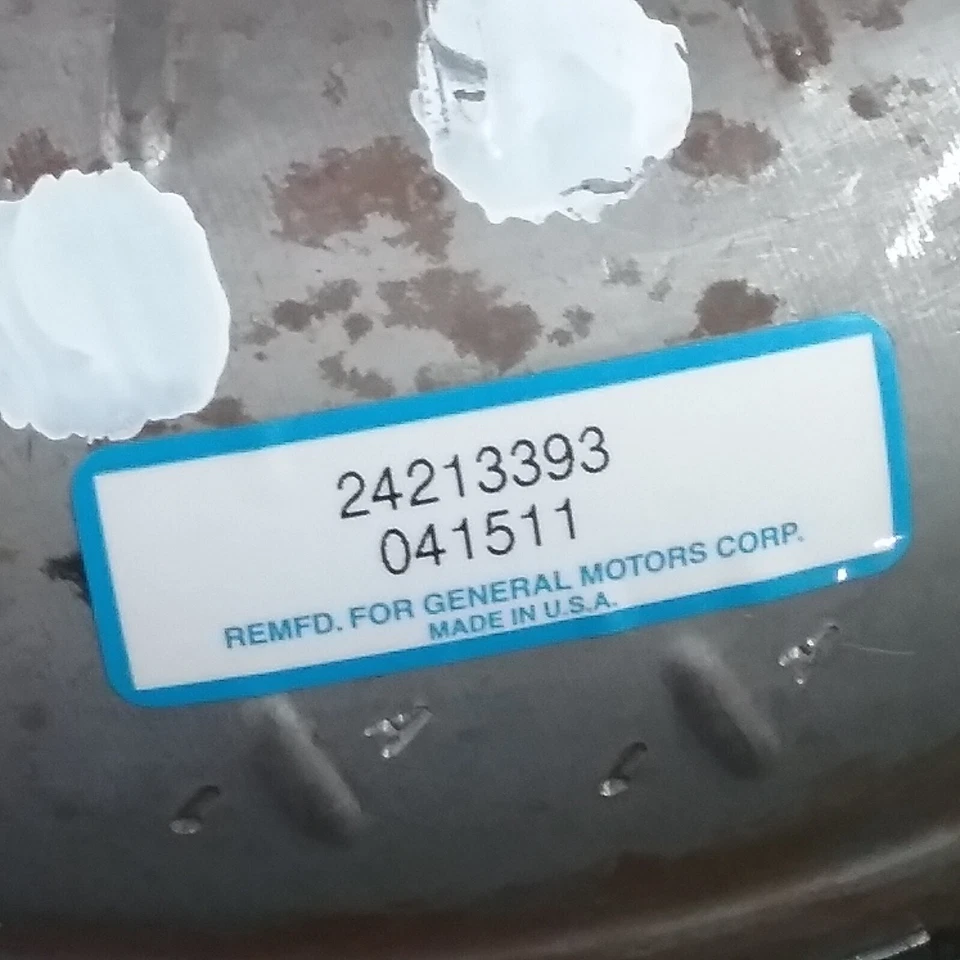 24213393
041511
REMFD. FOR GENERAL MOTORS CORP.
MADE IN U.S.A.